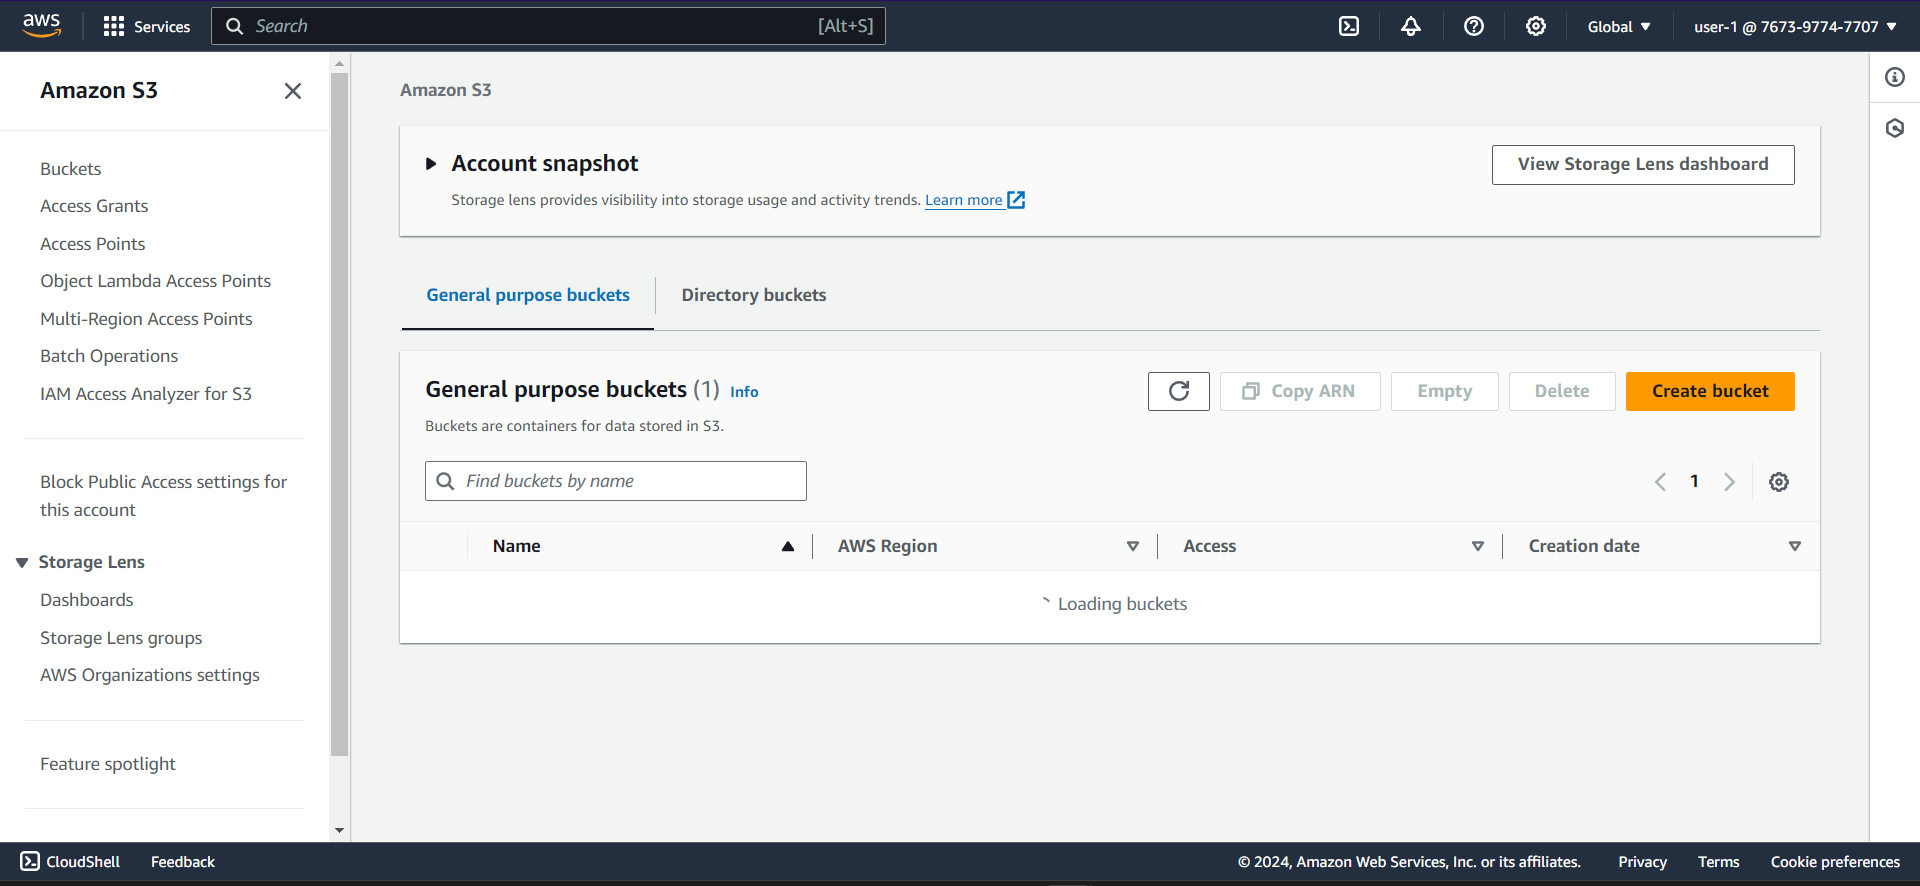 aws
Services
Search
[Alt+S]
Global
user-1 @ 7673-9774-7707
Amazon S3
Buckets
Access Grants
Access Points
Object Lambda Access Points
Multi-Region Access Points
Batch Operations
IAM Access Analyzer for S3
Block Public Access settings for
this account
Storage Lens
Dashboards
Storage Lens groups
AWS Organizations settings
Feature spotlight
Amazon S3
Account snapshot
View Storage Lens dashboard
Storage lens provides visibility into storage usage and activity trends. Learn more
General purpose buckets
Directory buckets
General purpose buckets (1) Info
Copy ARN
Empty
Delete
Create bucket
Buckets are containers for data stored in S3.
Find buckets by name
1
Name
AWS Region
Access
Creation date
Loading buckets
CloudShell
Feedback
© 2024, Amazon Web Services, Inc. or its affiliates.
Privacy
Terms
Cookie preferences